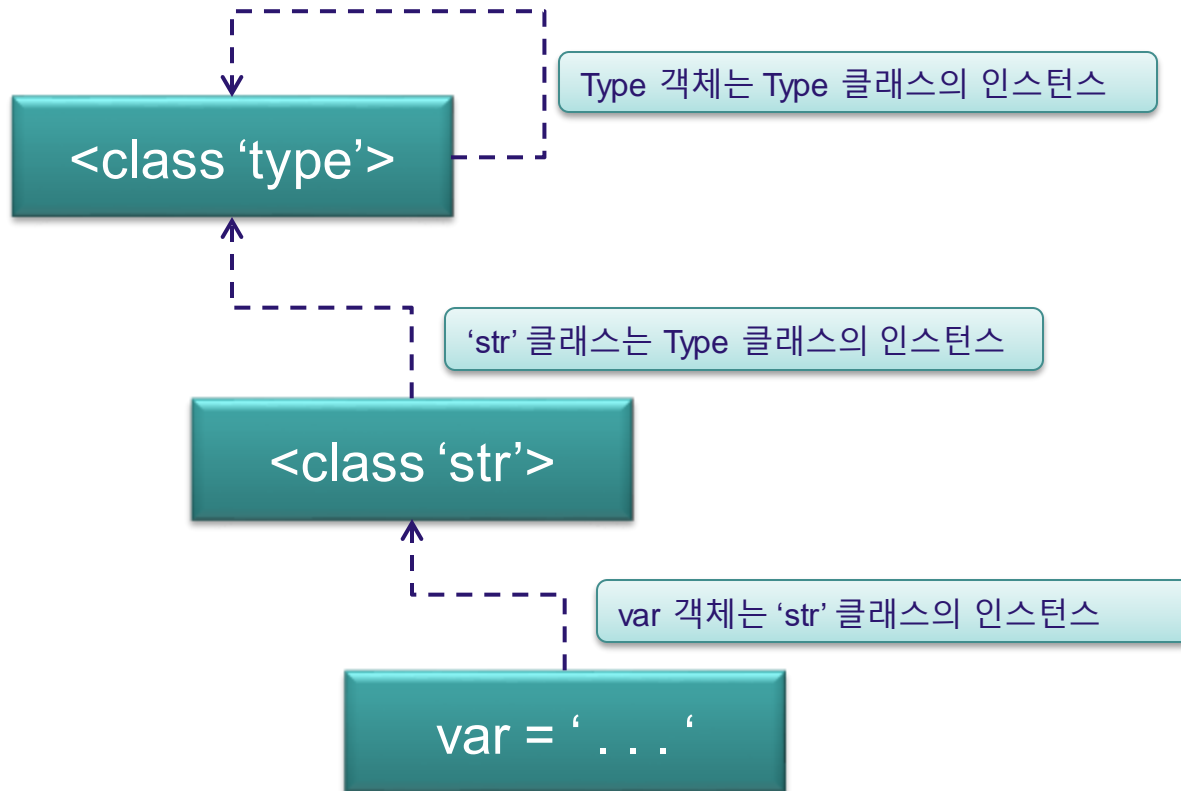 Type 객체는 Type 클래스의 인스턴스
<class ‘type’>
‘str’ 클래스는 Type 클래스의 인스턴스
<class ‘str’>
var 객체는 ‘str’ 클래스의 인스턴스
var = ‘ . . . ‘